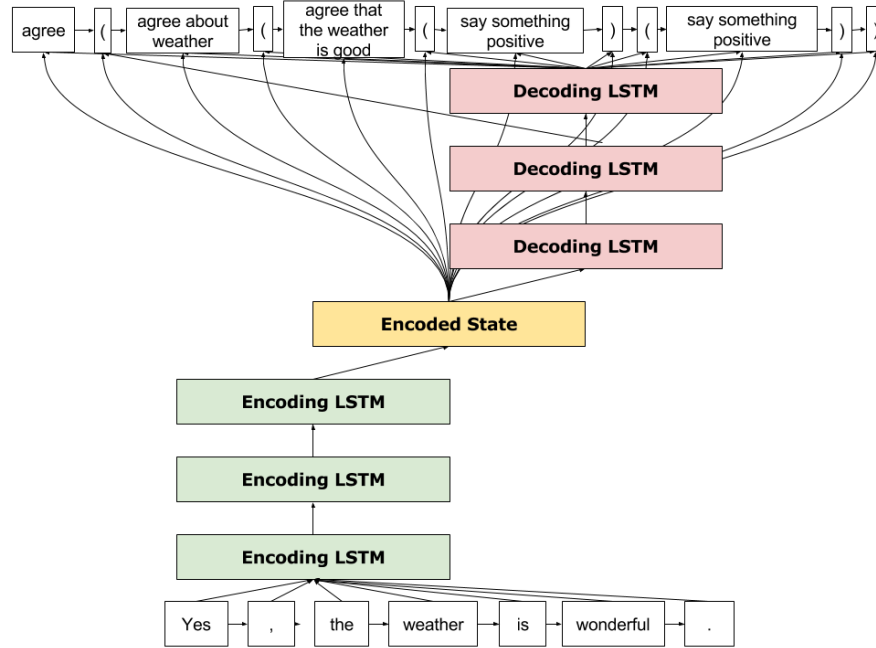 agree ( agree about ( agree that ( say something ) ( say something ) )
weather the weather positive positive
is good
Decoding LSTM
Decoding LSTM
Decoding LSTM
Encoded State
Encoding LSTM
Encoding LSTM
Encoding LSTM
Yes , the weather is wonderful .